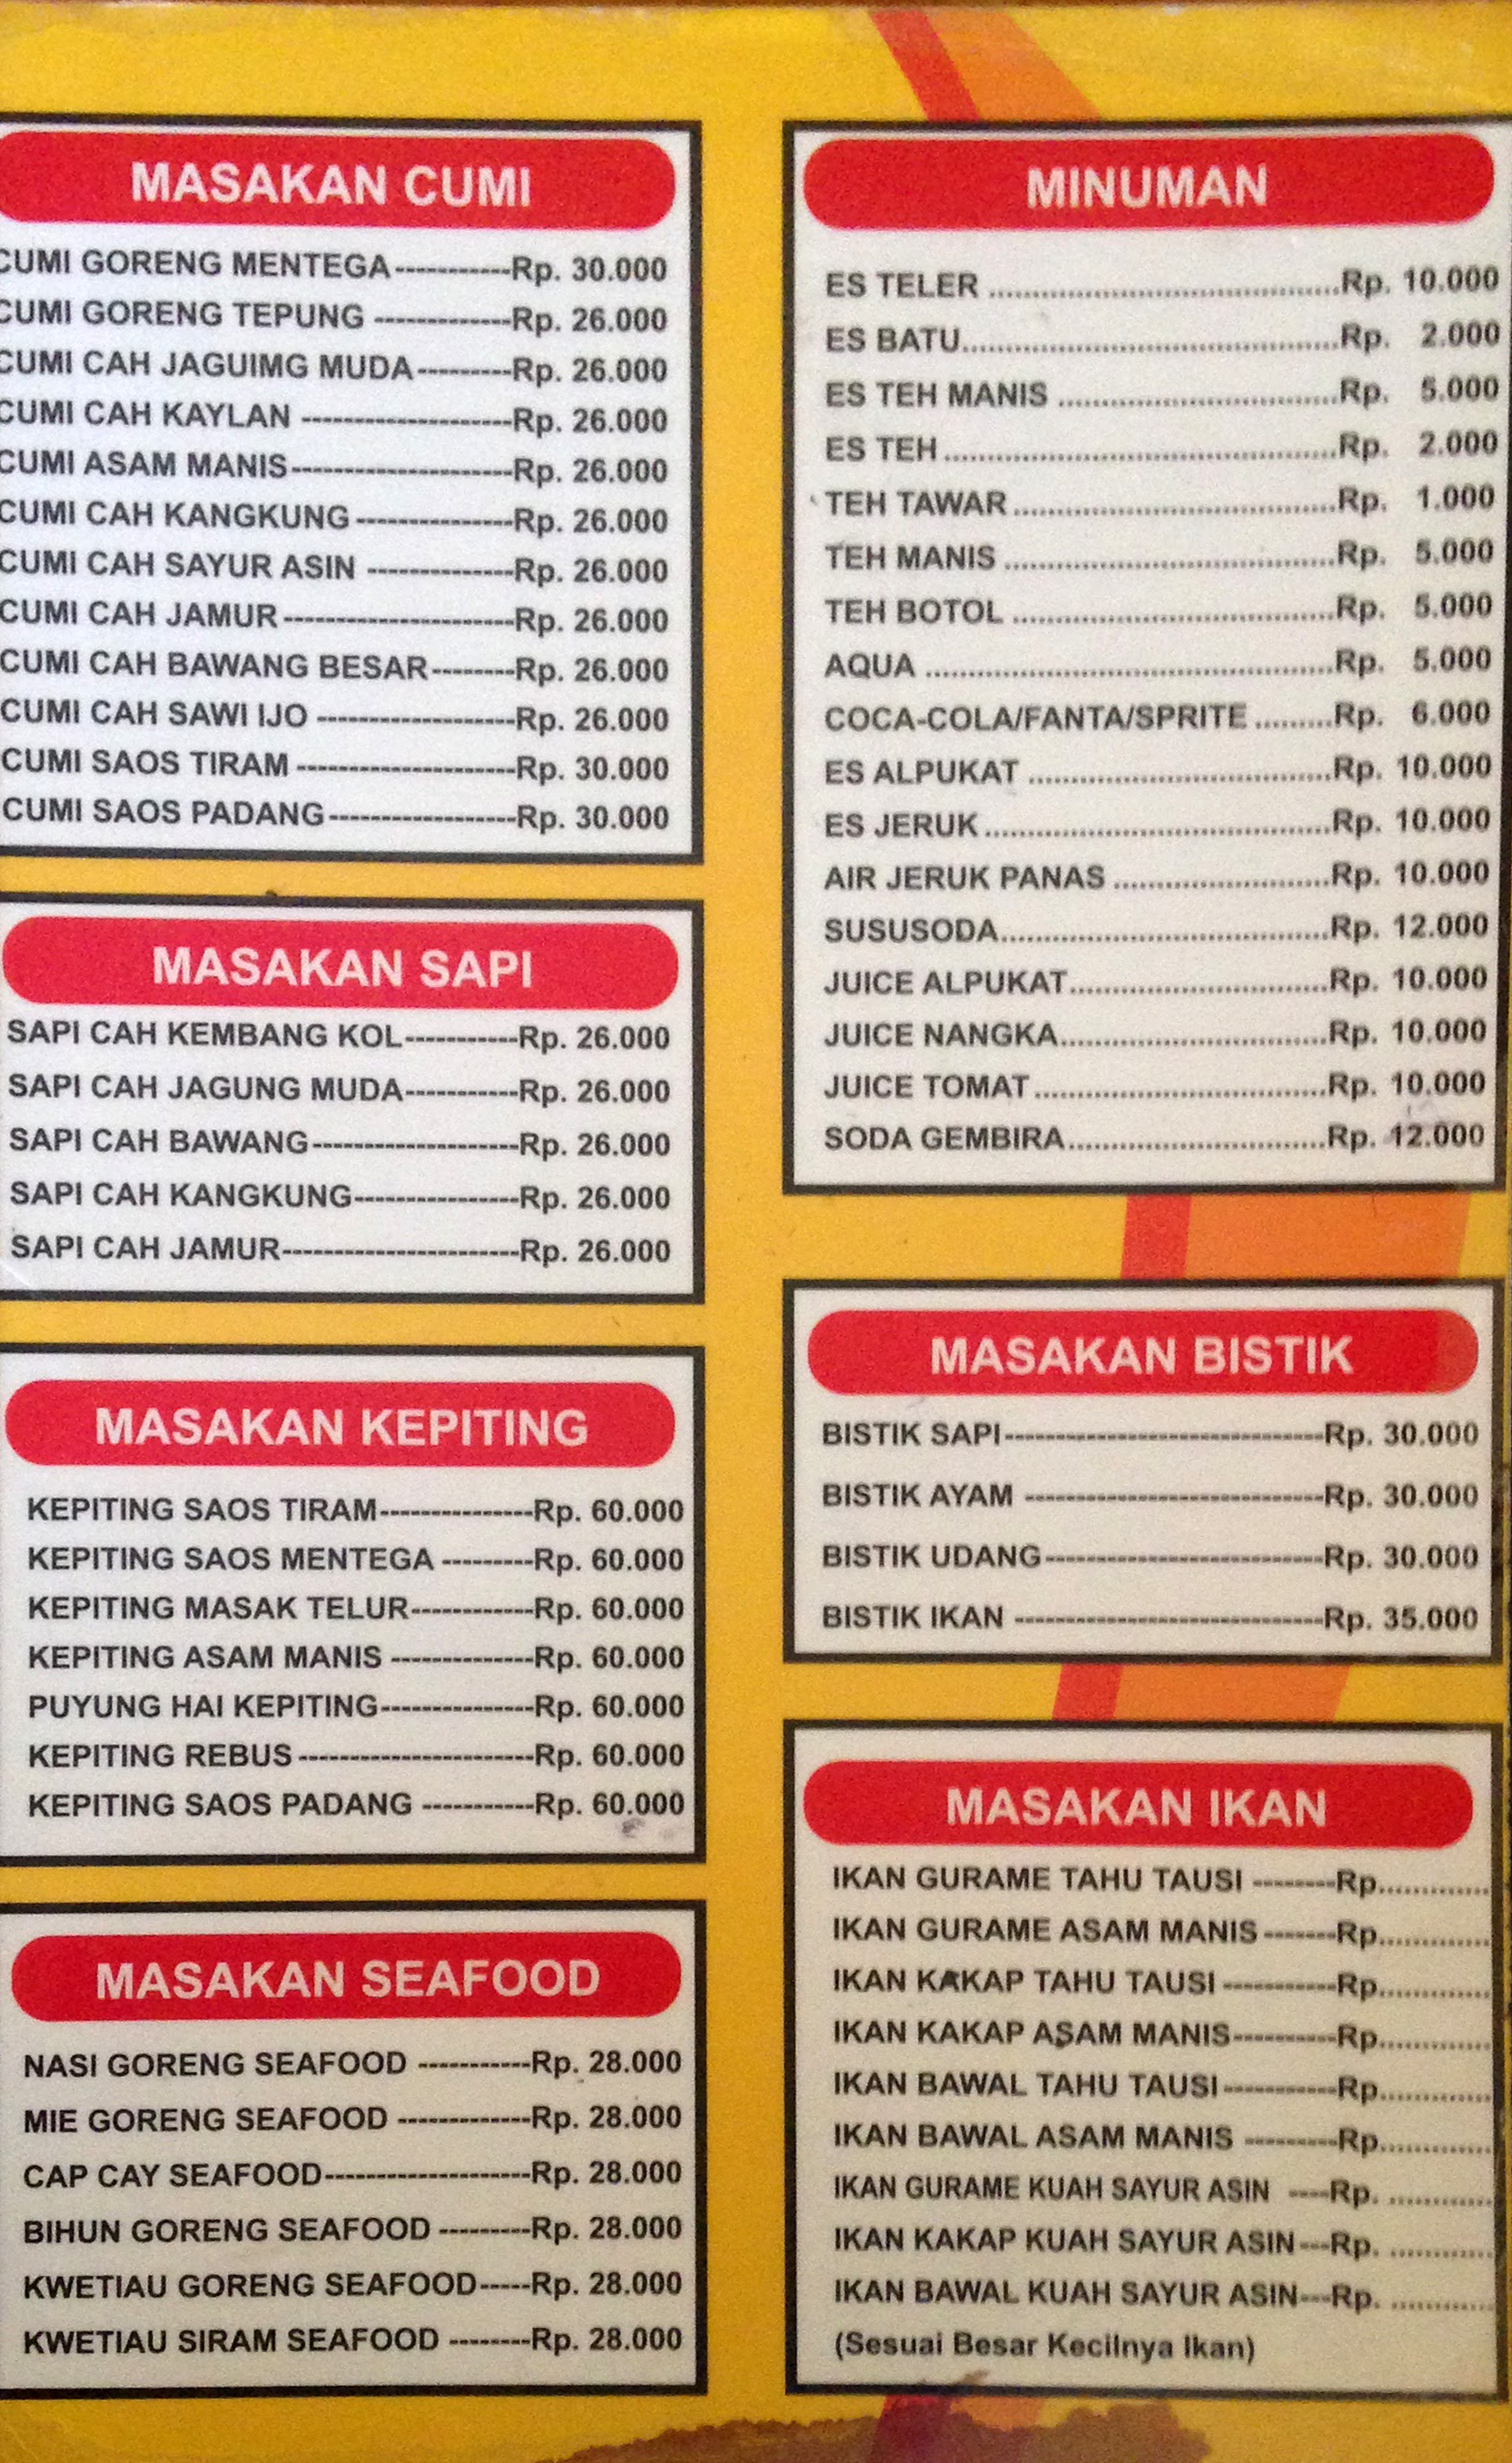 MASAKAN CUMI
CUMI GORENG MENTEGA-----------Rp. 30.000
CUMI GORENG TEPUNG -------------Rp. 26.000
CUMI CAH JAGUIMG MUDA---------Rp. 26.000
CUMI CAH KAYLAN --------------------Rp. 26.000
CUMI ASAM MANIS---------------------Rp. 26.000
CUMI CAH KANGKUNG---------------Rp. 26.000
CUMI CAH SAYUR ASIN --------------Rp. 26.000
CUMI CAH JAMUR----------------------Rp. 26.000
CUMI CAH BAWANG BESAR--------Rp. 26.000
CUMI CAH SAWI IJO -------------------Rp. 26.000
CUMI SAOS TIRAM ---------------------Rp. 30.000
CUMI SAOS PADANG------------------Rp. 30.000
MASAKAN SAPI
SAPI CAH KEMBANG KOL-----------Rp. 26.000
SAPI CAH JAGUNG MUDA-----------Rp. 26.000
SAPI CAH BAWANG--------------------Rp. 26.000
SAPI CAH KANGKUNG----------------Rp. 26.000
SAPI CAH JAMUR-----------------------Rp. 26.000
MASAKAN KEPITING
KEPITING SAOS TIRAM---------------Rp. 60.000
KEPITING SAOS MENTEGA ---------Rp. 60.000
KEPITING MASAK TELUR------------Rp. 60.000
KEPITING ASAM MANIS --------------Rp. 60.000
PUYUNG HAI KEPITING---------------Rp. 60.000
KEPITING REBUS -----------------------Rp. 60.000
KEPITING SAOS PADANG -----------Rp. 60.000
MASAKAN SEAFOOD
NASI GORENG SEAFOOD -----------Rp. 28.000
MIE GORENG SEAFOOD -------------Rp. 28.000
CAP CAY SEAFOOD--------------------Rp. 28.000
BIHUN GORENG SEAFOOD ---------Rp. 28.000
KWETIAU GORENG SEAFOOD-----Rp. 28.000
KWETIAU SIRAM SEAFOOD --------Rp. 28.000
MINUMAN
ES TELER .......................................Rp. 10.000
ES BATU..........................................Rp. 2.000
ES TEH MANIS ...............................Rp. 5.000
ES TEH............................................Rp. 2.000
TEH TAWAR....................................Rp. 1.000
TEH MANIS .....................................Rp. 5.000
TEH BOTOL ....................................Rp. 5.000
AQUA ..............................................Rp. 5.000
COCA-COLA/FANTA/SPRITE .........Rp. 6.000
ES ALPUKAT ..................................Rp. 10.000
ES JERUK.......................................Rp. 10.000
AIR JERUK PANAS ........................Rp. 10.000
SUSUSODA.....................................Rp. 12.000
JUICE ALPUKAT.............................Rp. 10.000
JUICE NANGKA..............................Rp. 10.000
JUICE TOMAT .................................Rp. 10.000
SODA GEMBIRA.............................Rp. 12.000
MASAKAN BISTIK
BISTIK SAPI-------------------------------Rp. 30.000
BISTIK AYAM -----------------------------Rp. 30.000
BISTIK UDANG---------------------------Rp. 30.000
BISTIK IKAN ------------------------------Rp. 35.000
MASAKAN IKAN
IKAN GURAME TAHU TAUSI --------Rp.............
IKAN GURAME ASAM MANIS-------Rp.............
IKAN KAKAP TAHU TAUSI -----------Rp.............
IKAN KAKAP ASAM MANIS----------Rp.............
IKAN BAWAL TAHU TAUSI-----------Rp.............
IKAN BAWAL ASAM MANIS ---------Rp.............
IKAN GURAME KUAH SAYUR ASIN ----Rp. ............
IKAN KAKAP KUAH SAYUR ASIN---Rp. ............
IKAN BAWAL KUAH SAYUR ASIN---Rp. ............
(Sesuai Besar Kecilnya Ikan)